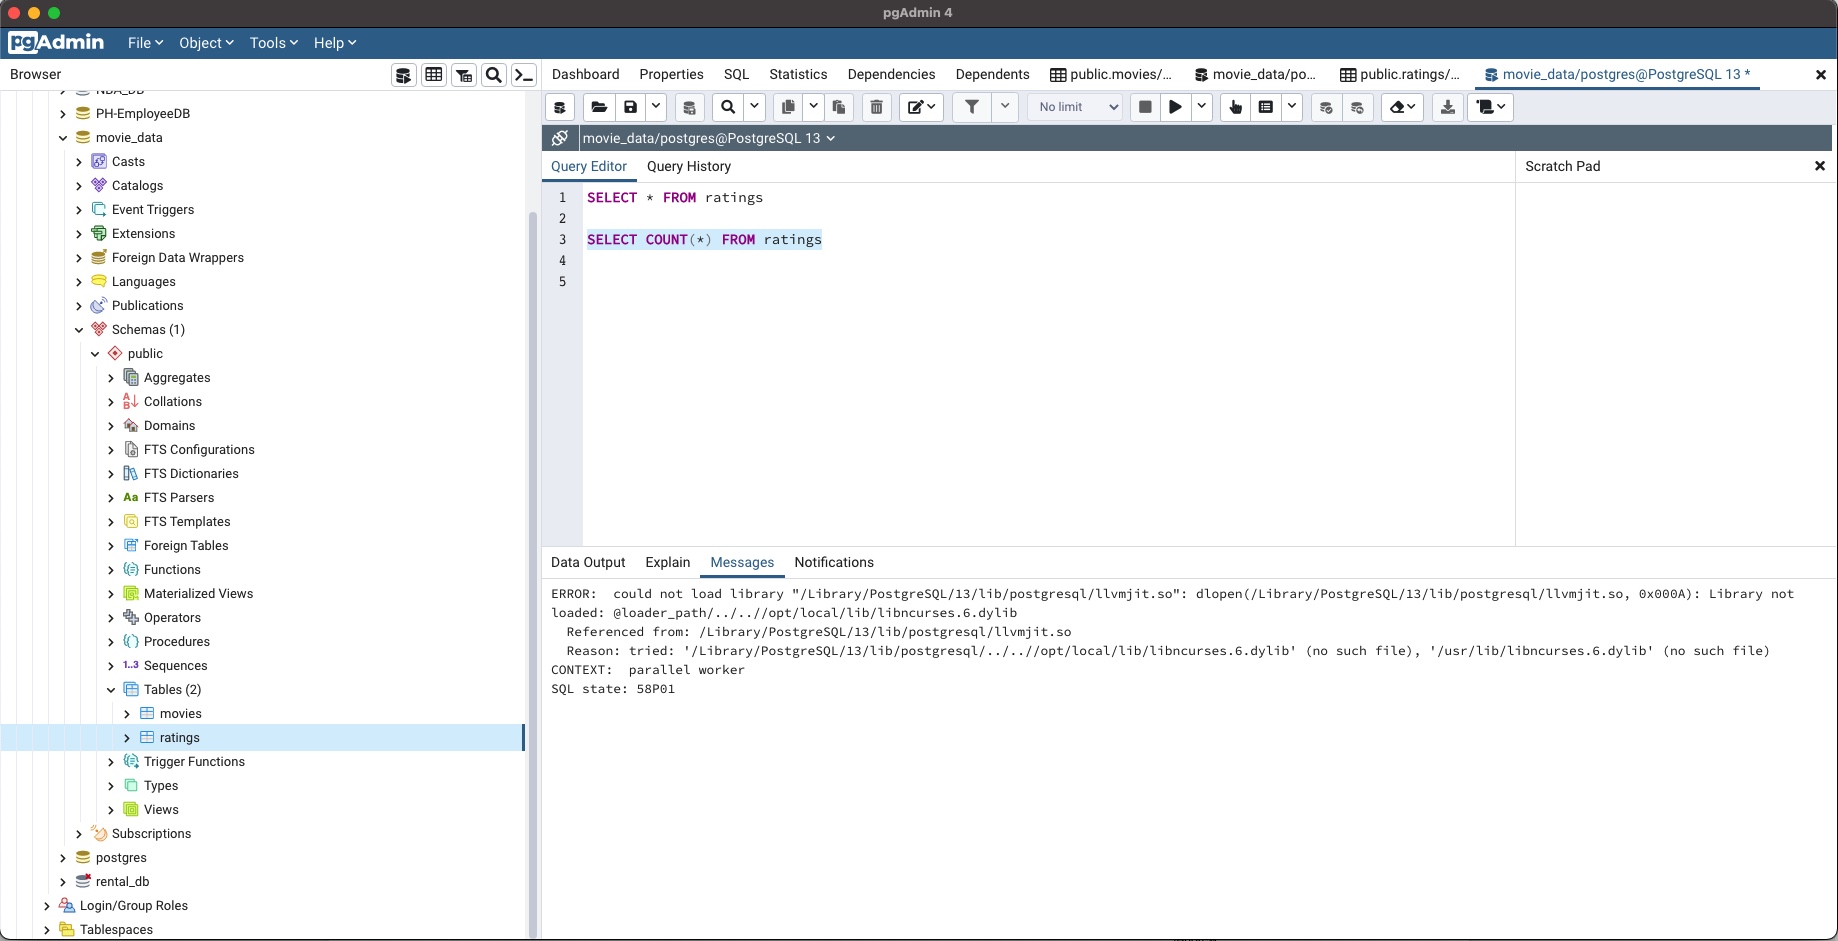 pgAdmin 4
pgAdmin File Object Tools Help
Browser
Dashboard Properties SQL Statistics Dependencies Dependents public.movies/... movie_data/po... public.ratings/... movie_data/postgres@PostgreSQL 13 *
No limit
movie_data/postgres@PostgreSQL 13
Query Editor Query History
Scratch Pad
1 SELECT * FROM ratings
2
3 SELECT COUNT(*) FROM ratings
4
5
NBA_DB
PH-EmployeeDB
movie_data
Casts
Catalogs
Event Triggers
Extensions
Foreign Data Wrappers
Languages
Publications
Schemas (1)
public
Aggregates
Collations
Domains
FTS Configurations
FTS Dictionaries
Aa FTS Parsers
FTS Templates
Foreign Tables
Functions
Materialized Views
Operators
Procedures
1..3 Sequences
Tables (2)
movies
ratings
Trigger Functions
Types
Views
Subscriptions
postgres
rental_db
Login/Group Roles
Tablespaces
Data Output Explain Messages Notifications
ERROR:  could not load library "/Library/PostgreSQL/13/lib/postgresql/llvmjit.so": dlopen(/Library/PostgreSQL/13/lib/postgresql/llvmjit.so, 0x000A): Library not
loaded: @loader_path/../..//opt/local/lib/libncurses.6.dylib
Referenced from: /Library/PostgreSQL/13/lib/postgresql/llvmjit.so
Reason: tried: '/Library/PostgreSQL/13/lib/postgresql/../..//opt/local/lib/libncurses.6.dylib' (no such file), '/usr/lib/libncurses.6.dylib' (no such file)
CONTEXT:  parallel worker
SQL state: 58P01